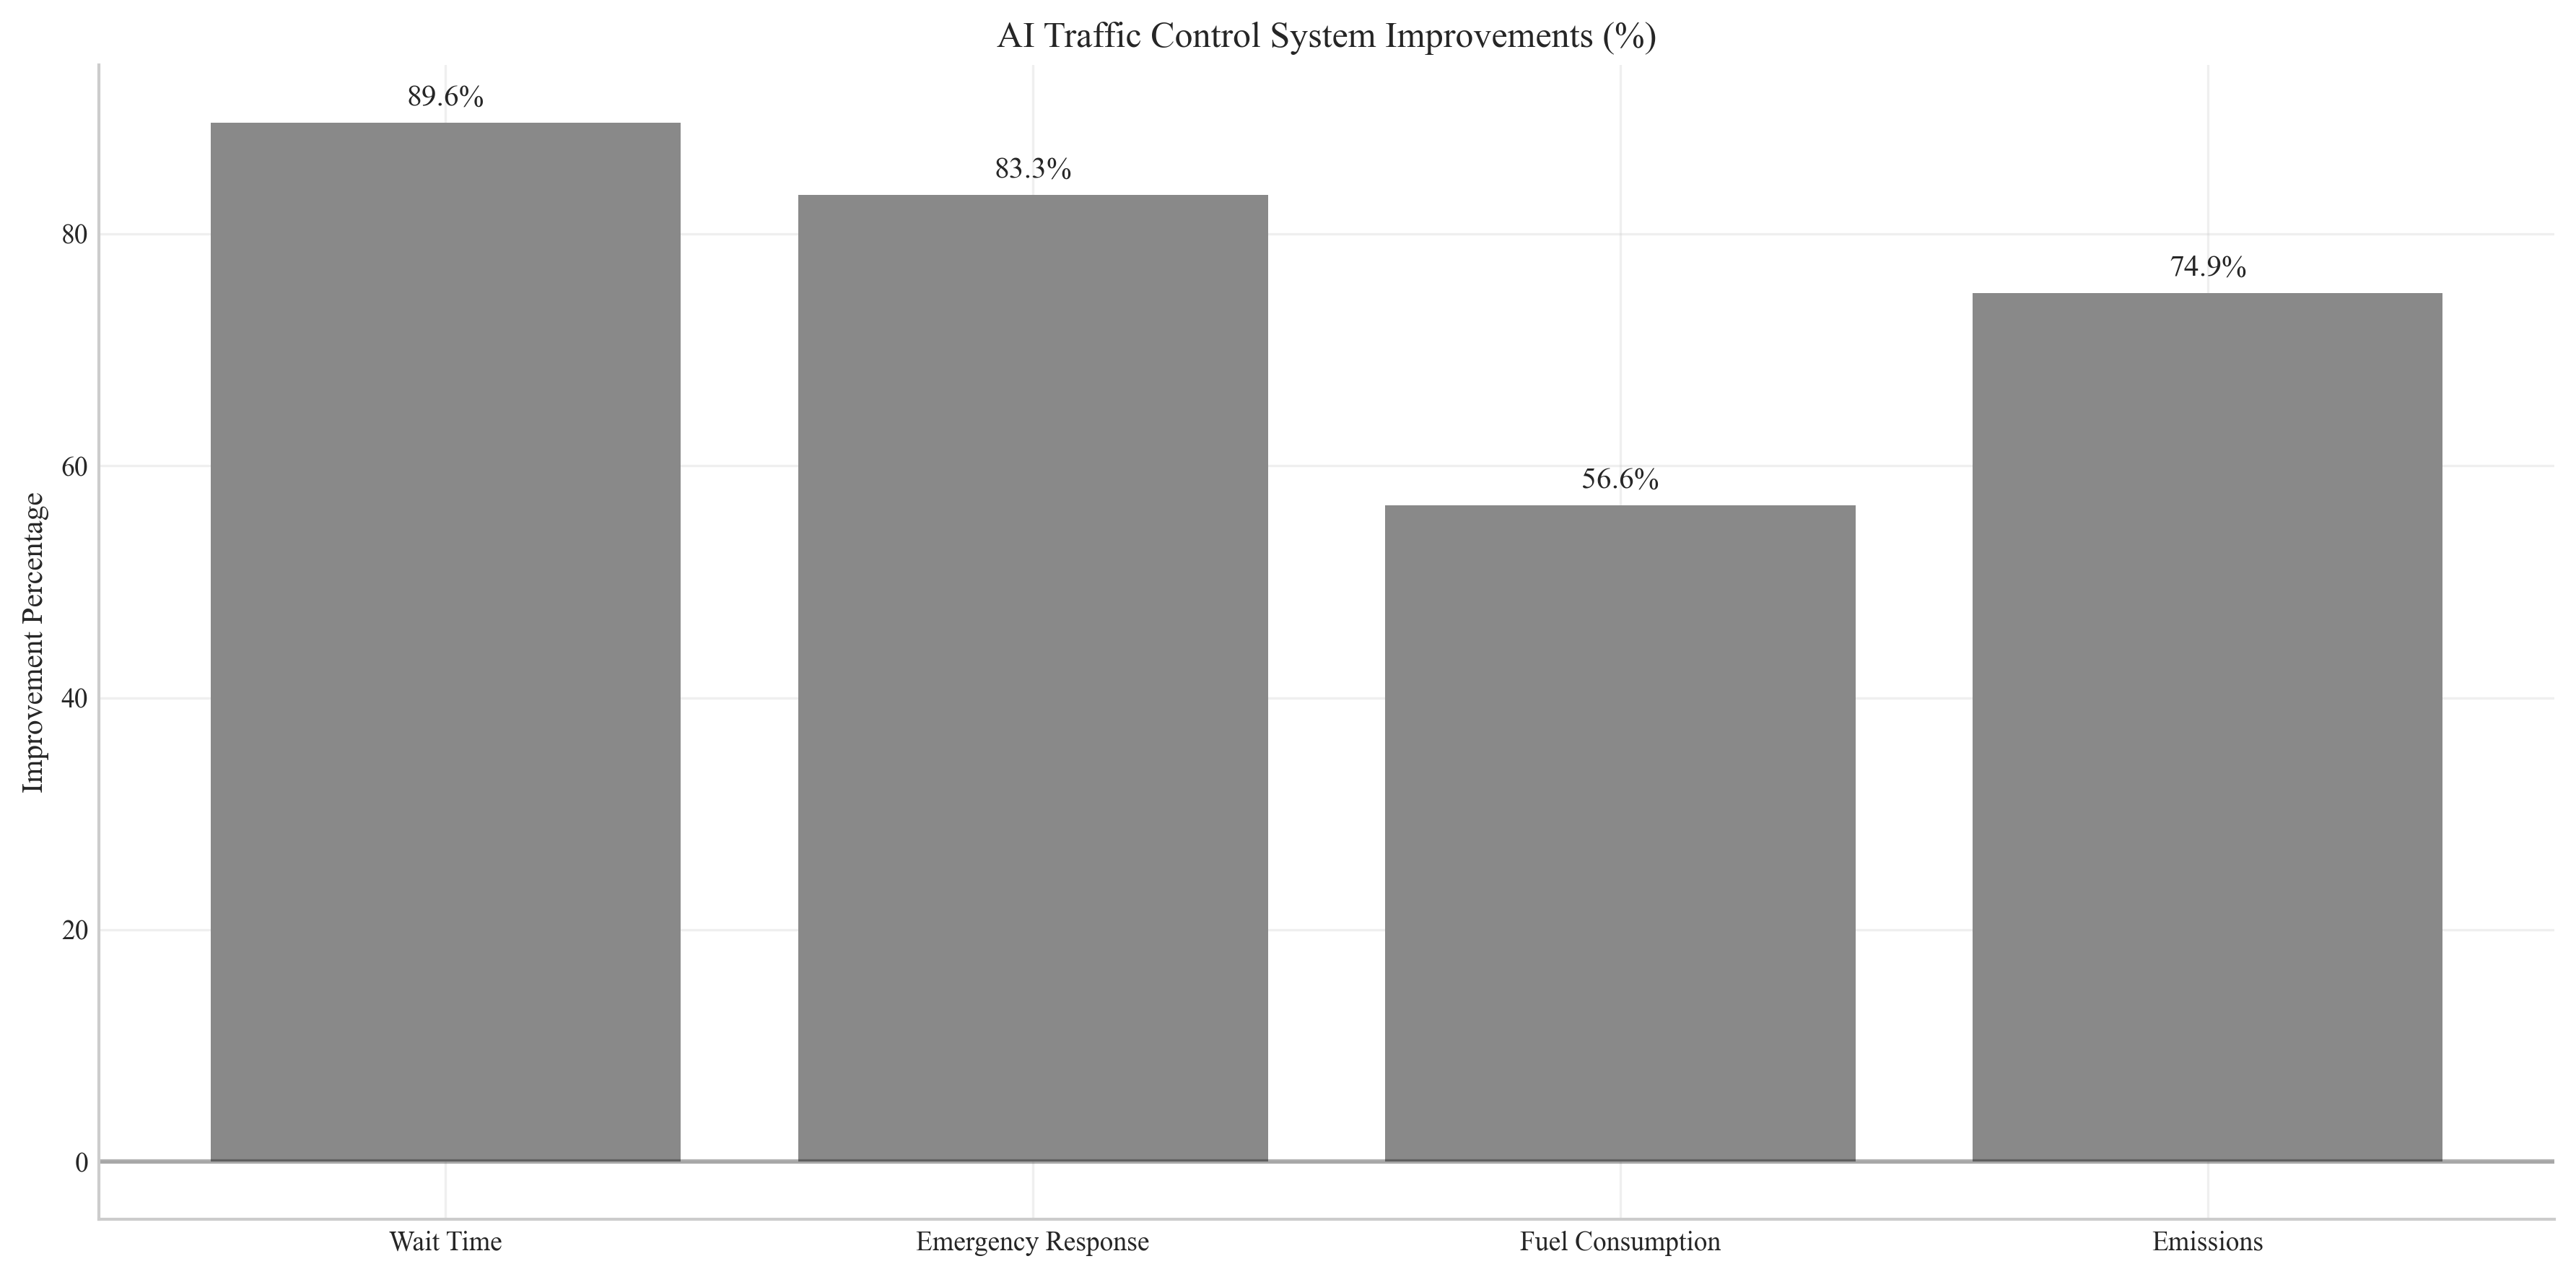 AI Traffic Control System Improvements (%)
89.6%
83.3%
56.6%
74.9%
Improvement Percentage
80
60
40
20
0
Wait Time
Emergency Response
Fuel Consumption
Emissions